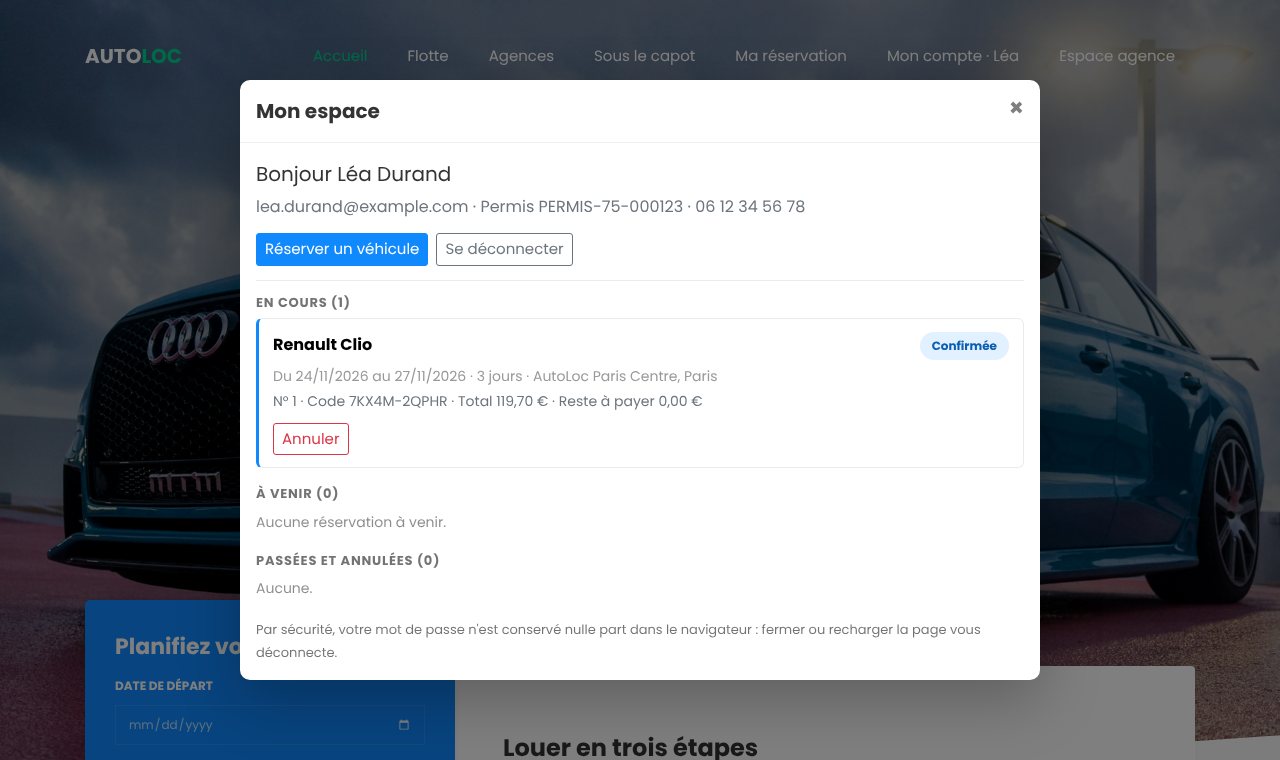 AUTOLOC
Accueil
Flotte
Agences
Sous le capot
Ma réservation
Mon compte · Léa
Espace agence
Mon espace
×
Bonjour Léa Durand
lea.durand@example.com · Permis PERMIS-75-000123 · 06 12 34 56 78
Réserver un véhicule
Se déconnecter
EN COURS (1)
Renault Clio
Confirmée
Du 24/11/2026 au 27/11/2026 · 3 jours · AutoLoc Paris Centre, Paris
N° 1 · Code 7KX4M-2QPHR · Total 119,70 € · Reste à payer 0,00 €
Annuler
À VENIR (0)
Aucune réservation à venir.
PASSÉES ET ANNULÉES (0)
Aucune.
Par sécurité, votre mot de passe n'est conservé nulle part dans le navigateur : fermer ou recharger la page vous
déconnecte.
Planifiez vo
DATE DE DÉPART
mm/dd/yyyy
Louer en trois étapes